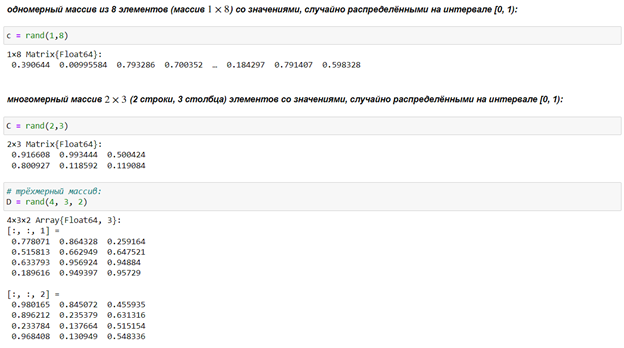 одномерный массив из 8 элементов (массив 1 × 8) со значениями, случайно распределёнными на интервале [0, 1):
c = rand(1,8)
1×8 Matrix{Float64}:
 0.390644  0.00995584  0.793286  0.700352  …  0.184297  0.791407  0.598328
многомерный массив 2 × 3 (2 строки, 3 столбца) элементов со значениями, случайно распределёнными на интервале [0, 1):
C = rand(2,3)
2×3 Matrix{Float64}:
 0.916608  0.993444  0.500424
 0.800927  0.118592  0.119084
# трёхмерный массив:
D = rand(4, 3, 2)
4×3×2 Array{Float64, 3}:
[:, :, 1] =
 0.778071  0.864328  0.259164
 0.515813  0.662949  0.647521
 0.633793  0.956924  0.94884
 0.189616  0.949397  0.95729
[:, :, 2] =
 0.980165  0.845072  0.455935
 0.896212  0.235379  0.631316
 0.233784  0.137664  0.515154
 0.968408  0.130949  0.548336